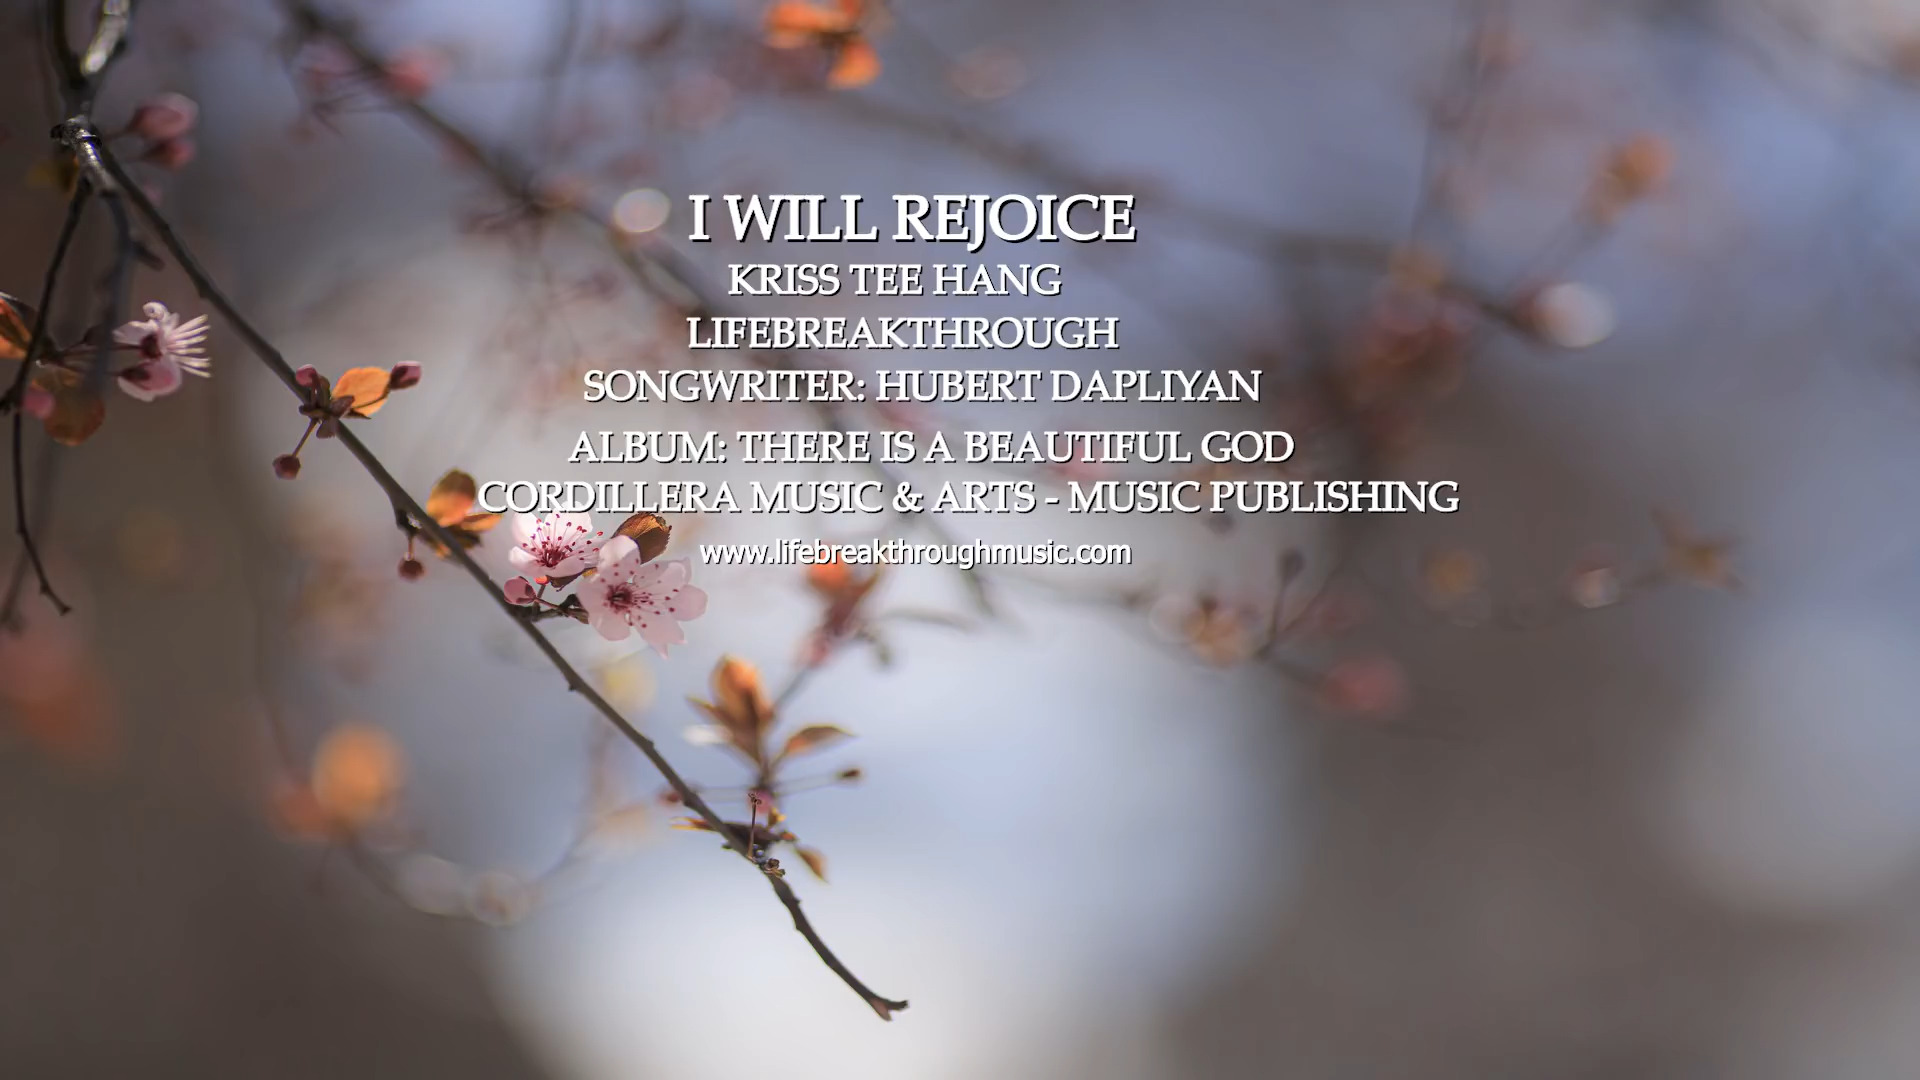 I WILL REJOICE
KRISS TEE HANG
LIFEBREAKTHROUGH
SONGWRITER: HUBERT DAPLIYAN
ALBUM: THERE IS A BEAUTIFUL GOD
CORDILLERA MUSIC & ARTS - MUSIC PUBLISHING
www.lifebreakthroughmusic.com